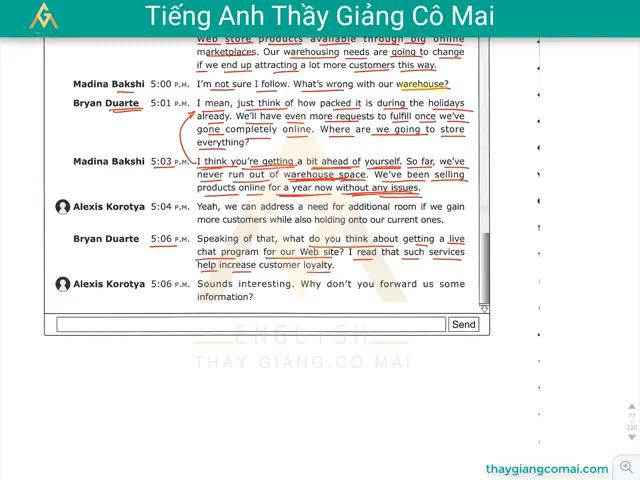 Tiếng Anh Thầy Giảng Cô Mai
Web store products available through big online
marketplaces. Our warehousing needs are going to change
if we end up attracting a lot more customers this way.
Madina Bakshi 5:00 P.M. I'm not sure I follow. What's wrong with our warehouse?
Bryan Duarte 5:01 P.M. I mean, just think of how packed it is during the holidays
already. We'll have even more requests to fulfill once we've
gone completely online. Where are we going to store
everything?
Madina Bakshi 5:03 P.M. I think you're getting a bit ahead of yourself. So far, we've
never run out of warehouse space. We've been selling
products online for a year now without any issues.
Alexis Korotya 5:04 P.M. Yeah, we can address a need for additional room if we gain
more customers while also holding onto our current ones.
Bryan Duarte 5:06 P.M. Speaking of that, what do you think about getting a live
chat program for our Web site? I read that such services
help increase customer loyalty.
Alexis Korotya 5:06 P.M. Sounds interesting. Why don't you forward us some
information?
Send
ENGLISH
THẦY GIẢNG.CÔ MAI
77
220
thaygiangcomai.com